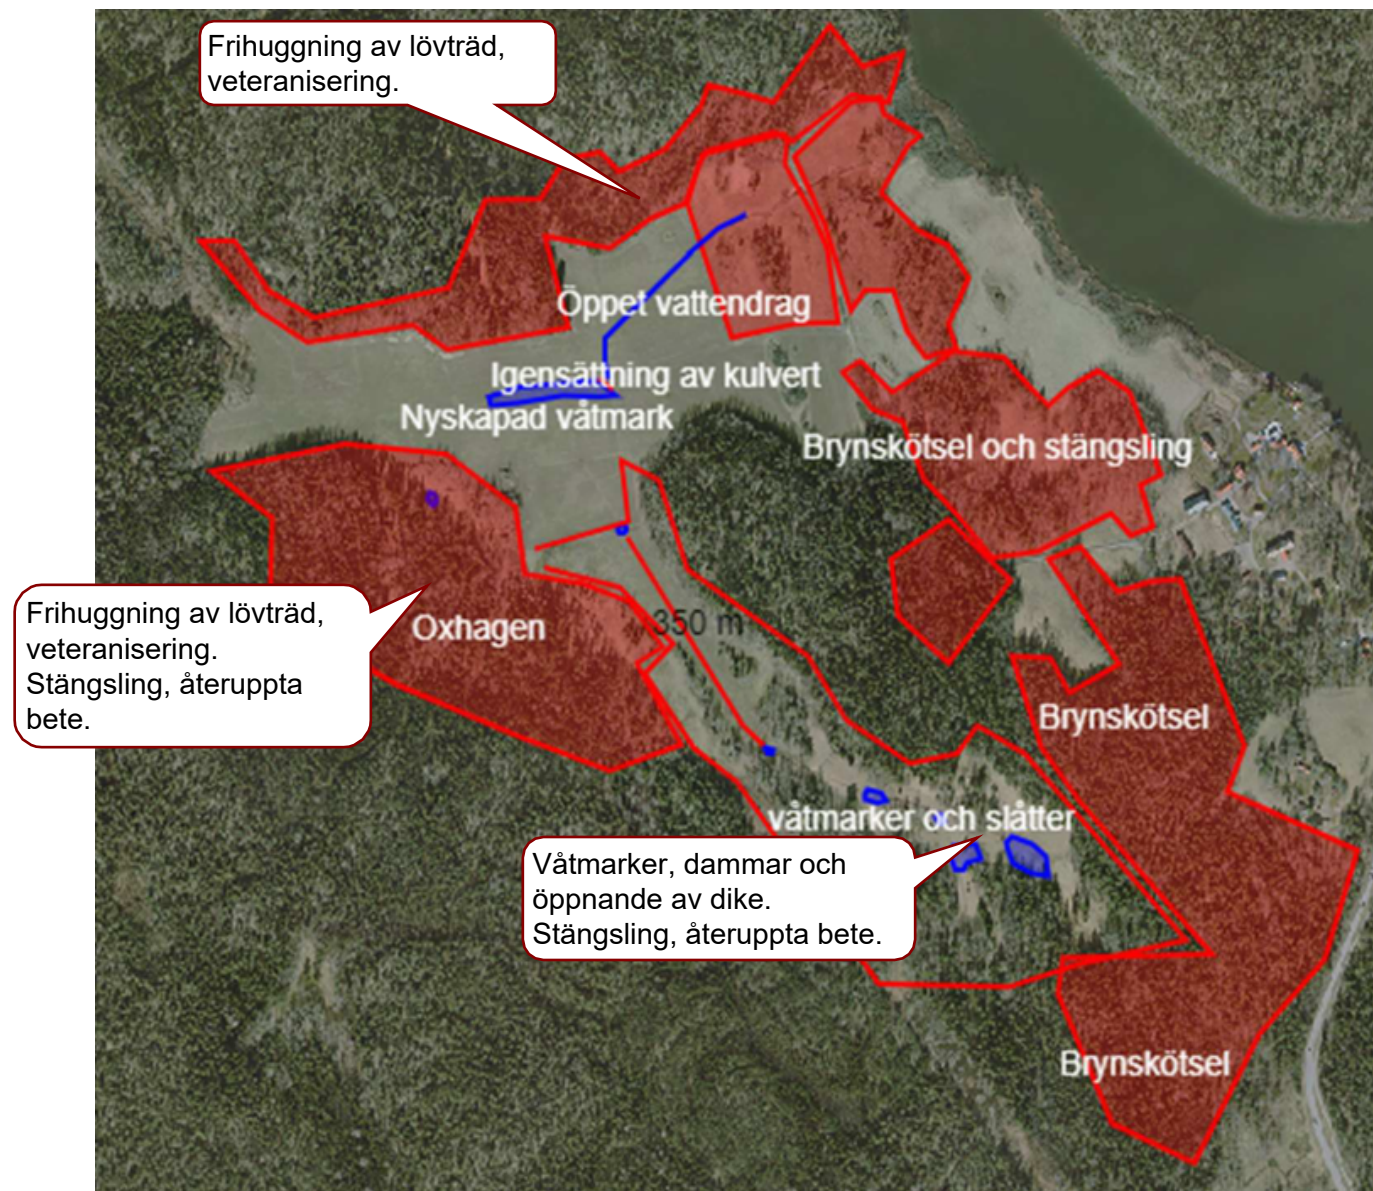 Frihuggning av lövträd,
veteranisering.
Öppet vattendrag
Igensättning av kulvert
Nyskapad våtmark
Brynskötsel och stängsling
Frihuggning av lövträd,
veteranisering.
Stängsling, återuppta
bete.
Oxhagen
350 m
Brynskötsel
våtmarker och slåtter
Våtmarker, dammar och
öppnande av dike.
Stängsling, återuppta bete.
Brynskötsel